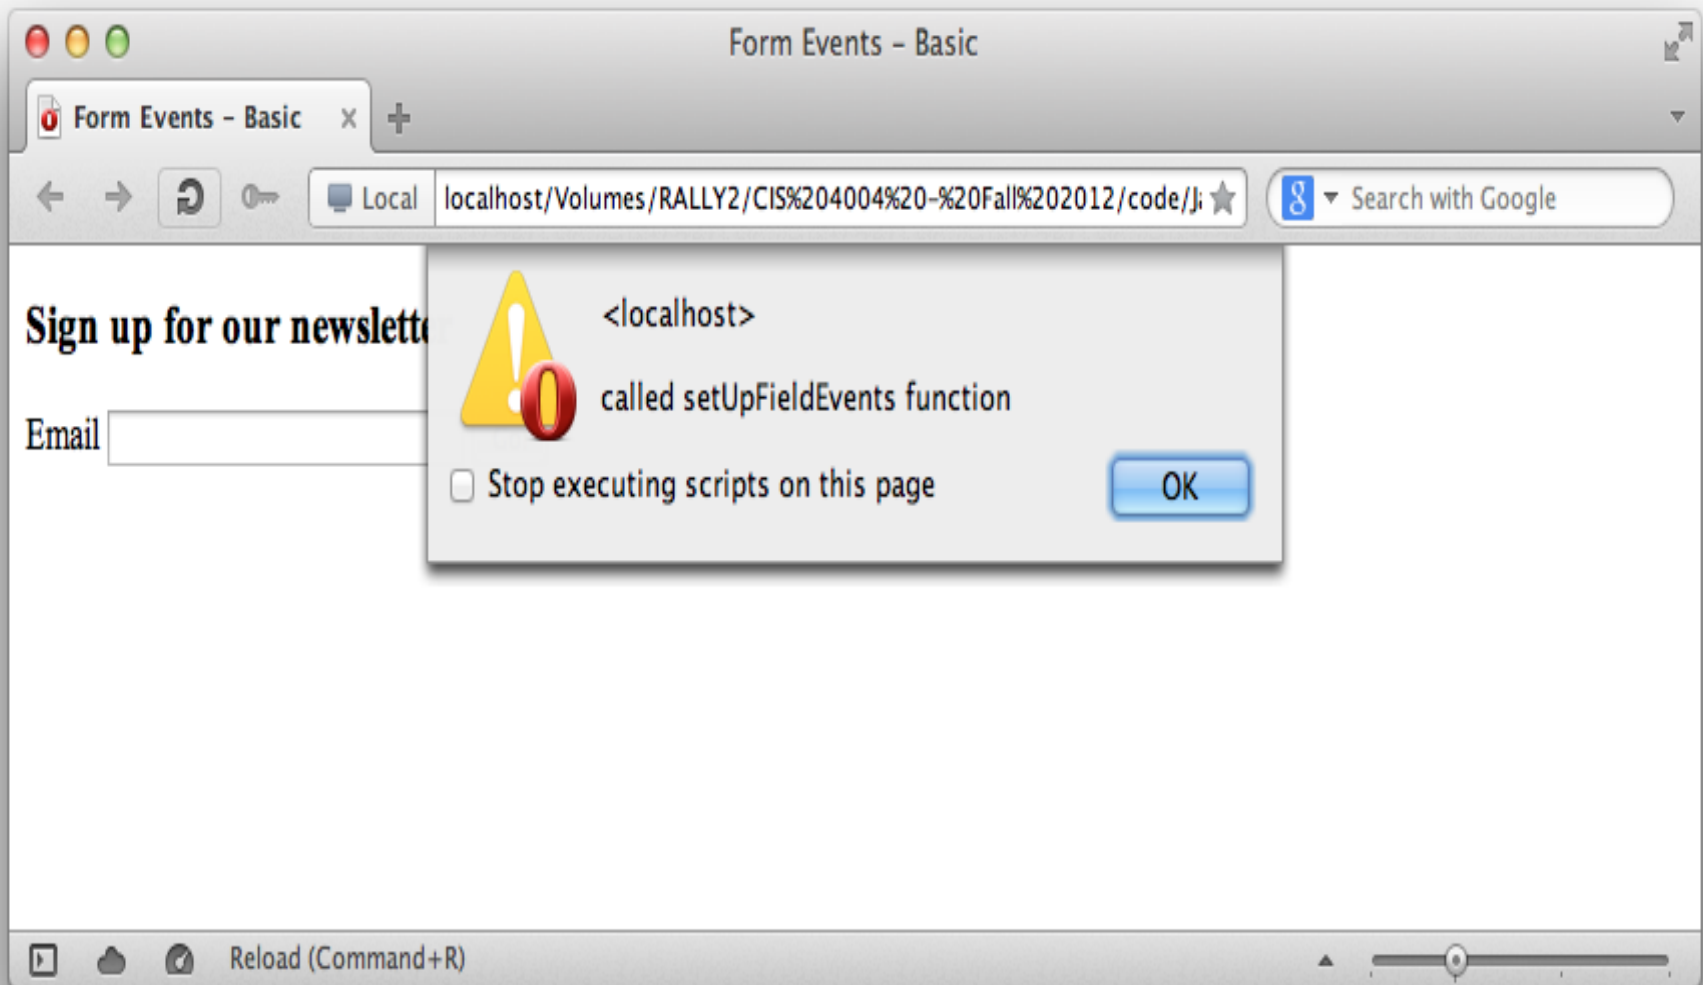 Form Events – Basic
Form Events – Basic
Local
localhost/Volumes/RALLY2/CIS%204004%20-%20Fall%202012/code/J
Search with Google
<localhost>
called setUpFieldEvents function
Stop executing scripts on this page
OK
Sign up for our newslette
Email
Reload (Command+R)